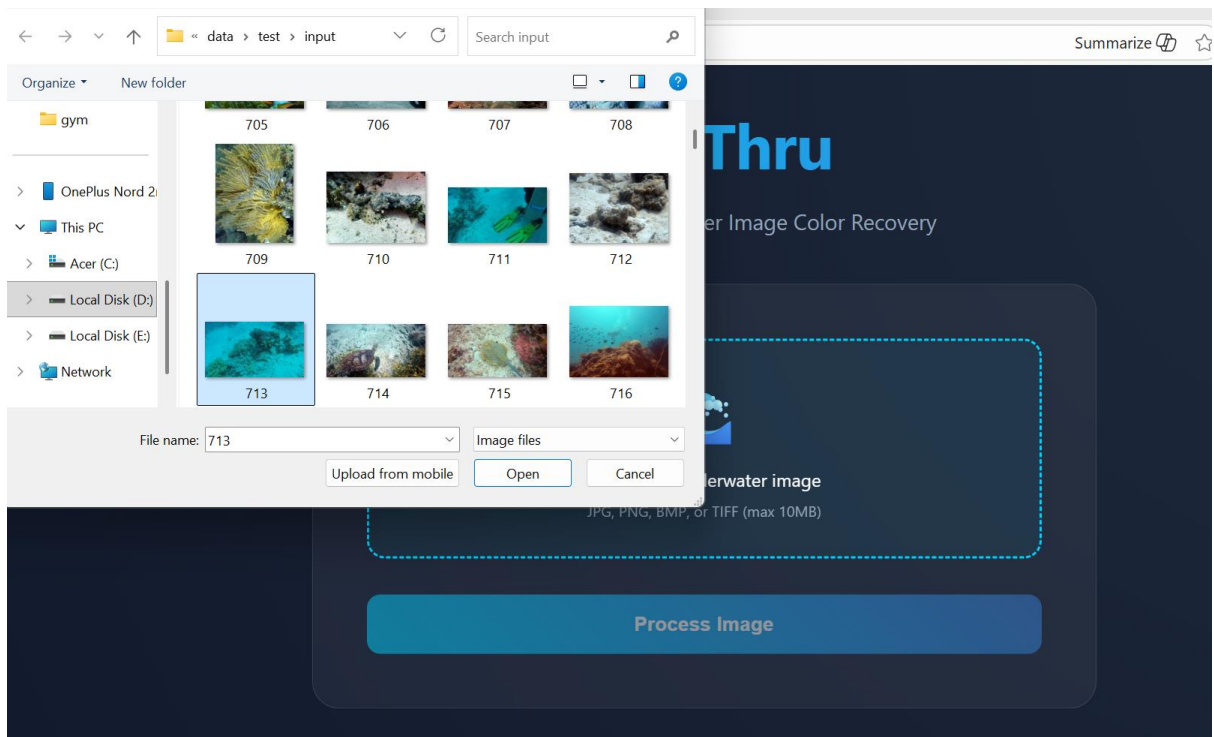 « data › test › input
Search input
Summarize
Organize
New folder
gym
705
706
707
708
Thru
OnePlus Nord
This PC
709
710
711
712
er Image Color Recovery
Acer (C:)
Local Disk (D:)
Local Disk (E:)
Network
713
714
715
716
File name: 713
Image files
Upload from mobile
Open
Cancel
erwater image
JPG, PNG, BMP, or TIFF (max 10MB)
Process Image